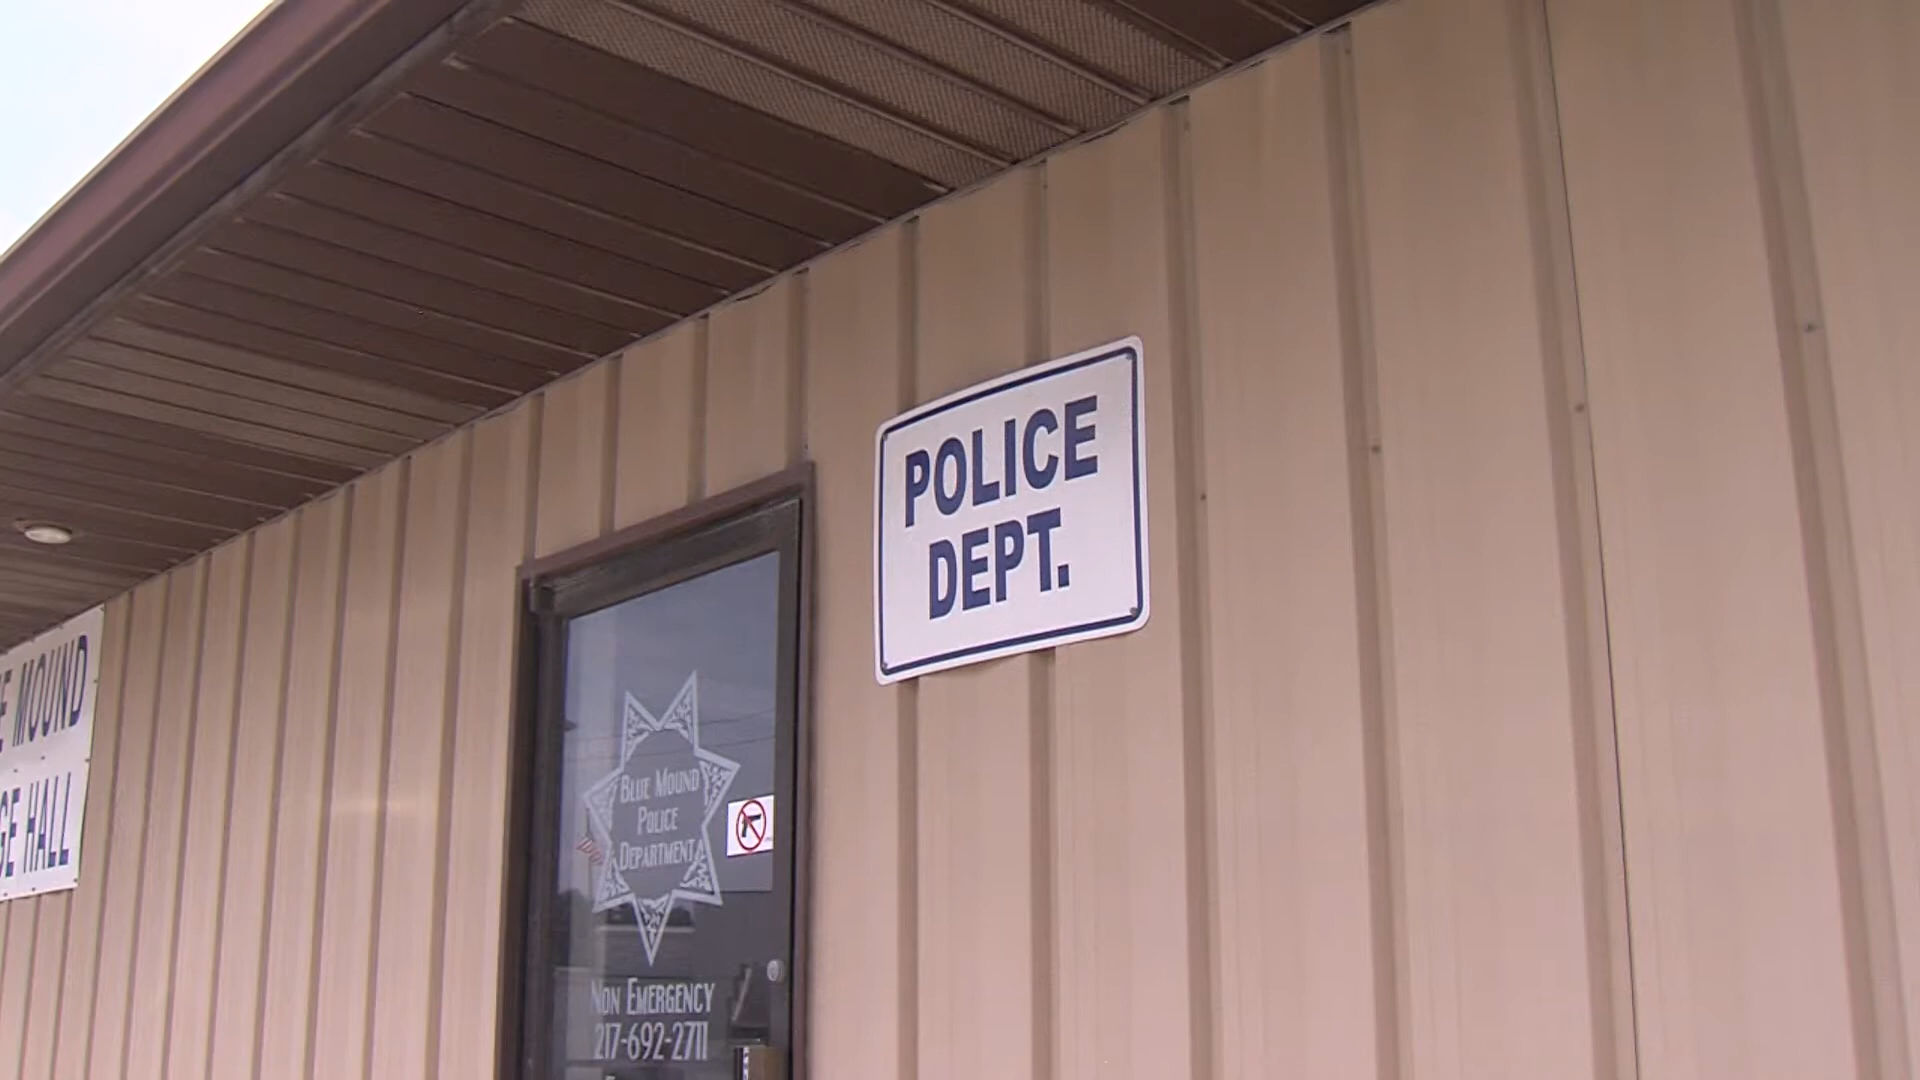 MOUND
HALL
POLICE
DEPT.
BLUE MOUND
POLICE
DEPARTMENT
NON EMERGENCY
217-692-2711